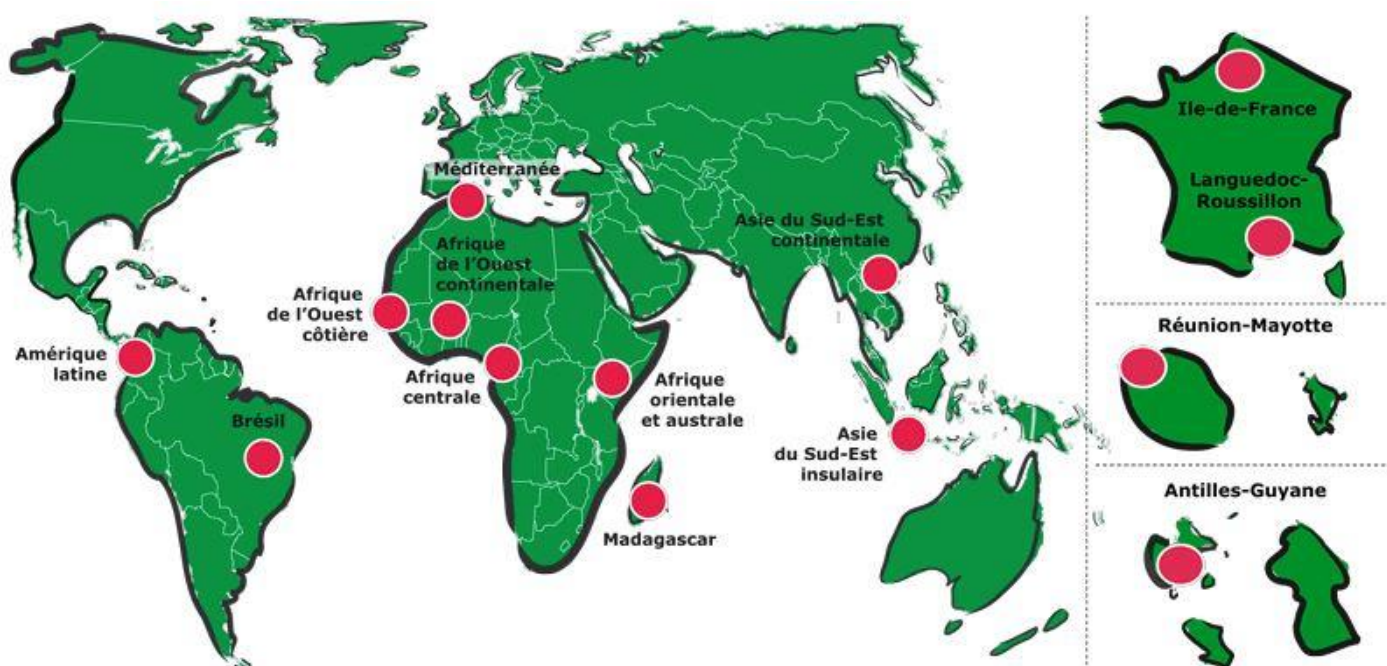 Méditerranée
Afrique
de l'Ouest
continentale
Afrique
de l'Ouest
côtière
Amérique
latine
Brésil
Afrique
centrale
Afrique
orientale
et australe
Madagascar
Asie du Sud-Est
continentale
Asie
du Sud-Est
insulaire
Ile-de-France
Languedoc-
Roussillon
Réunion-Mayotte
Antilles-Guyane